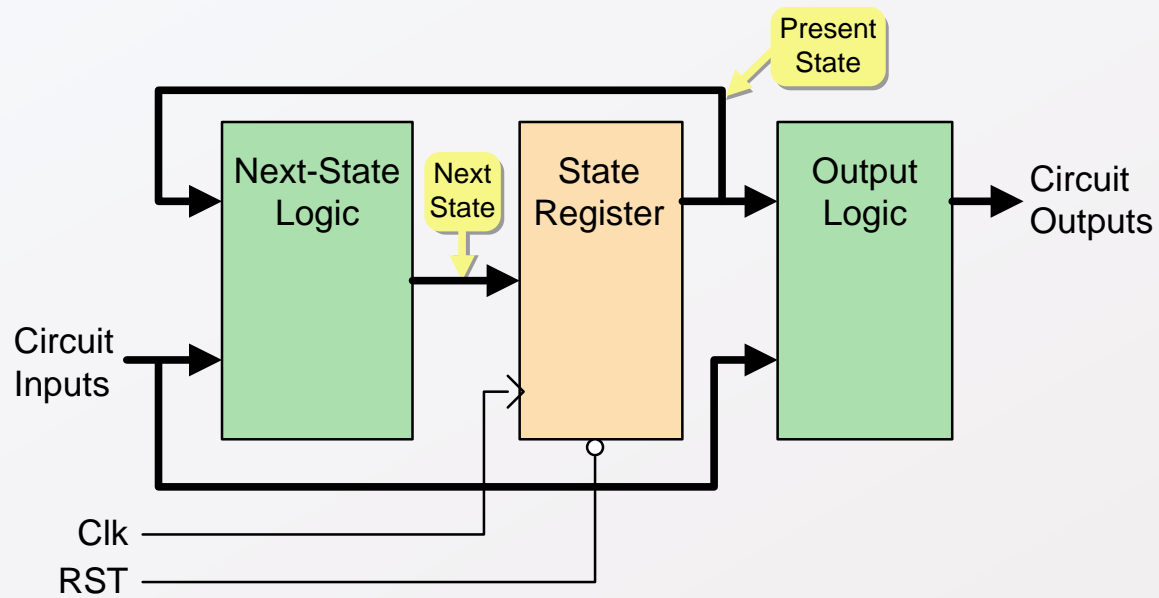 Present
State
Next-State
Logic
Next
State
State
Register
Output
Logic
Circuit
Outputs
Circuit
Inputs
Clk
RST